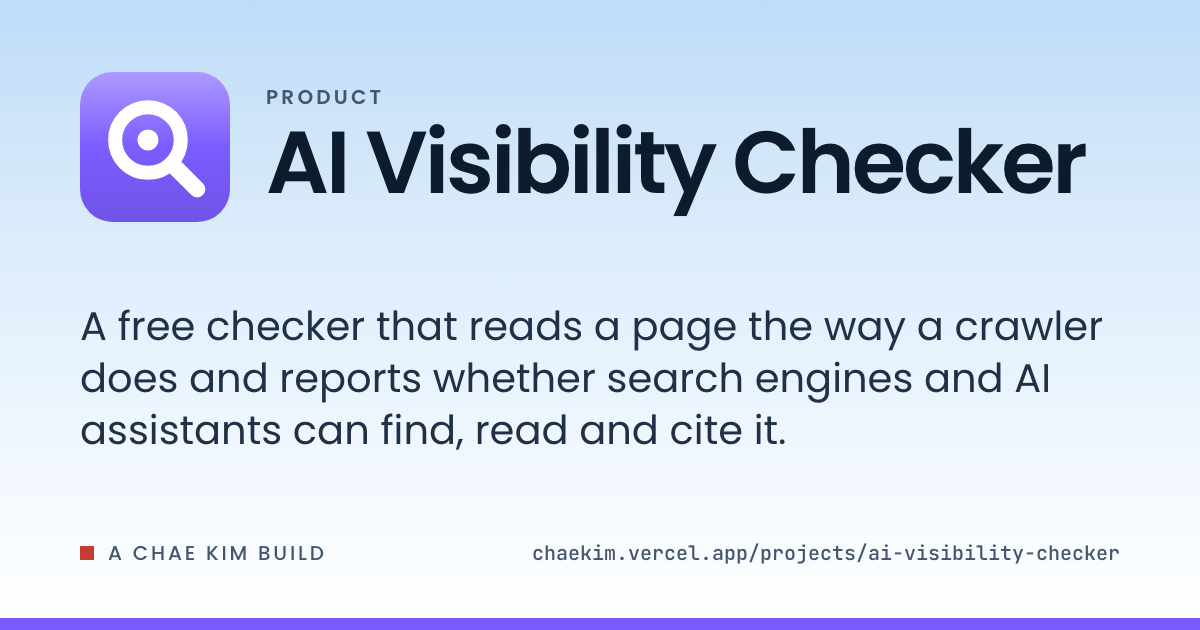 PRODUCT
AI Visibility Checker
A free checker that reads a page the way a crawler
does and reports whether search engines and AI
assistants can find, read and cite it.
A CHAE KIM BUILD
chaekim.vercel.app/projects/ai-visibility-checker